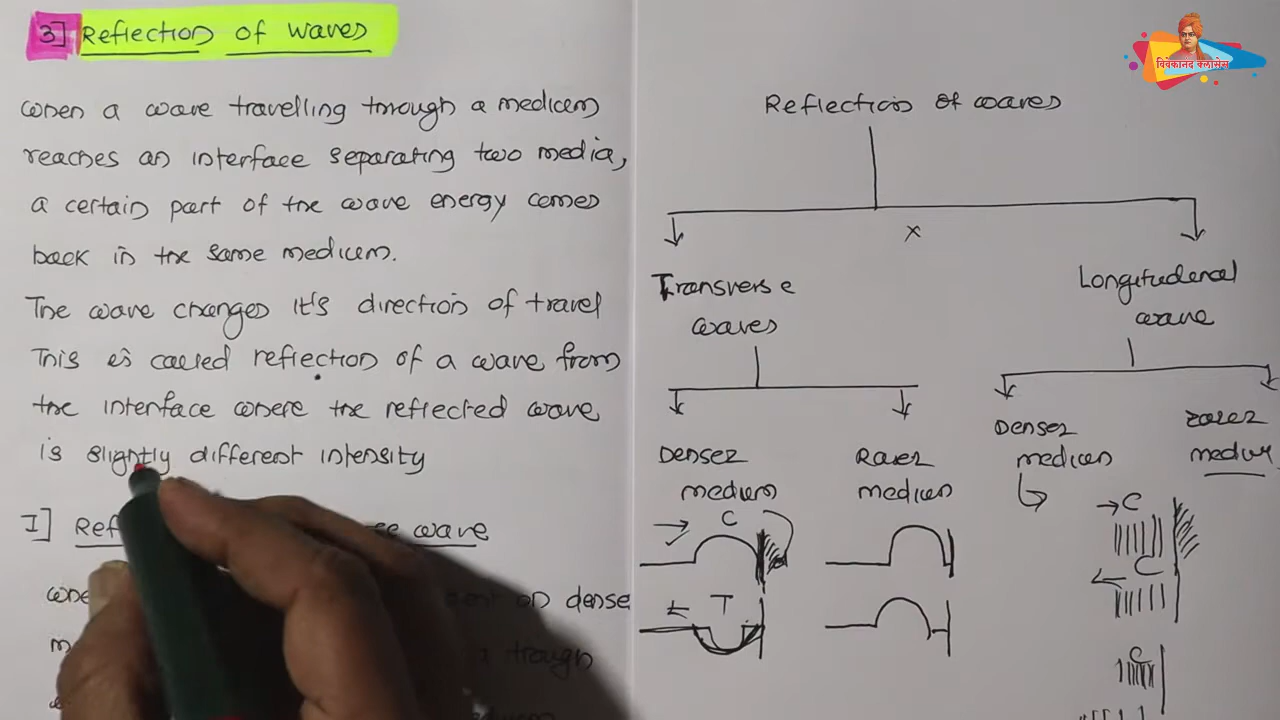 3] Reflection of waves
when a wave travelling through a medium
reaches an interface separating two media,
a certain part of the wave energy comes
back in the same medium.
The wave changes it's direction of travel
This is called reflection of a wave from
the interface where the reflected wave
is slightly different intensity
I] Ref wave
on dense
a trough
Reflection of waves
x
Transverse
waves
Longitudenal
wave
Denser
medium
Rarer
medium
Denser
medium
rarer
medium
C
T
C
C
C
विवेकानंद क्लासेस